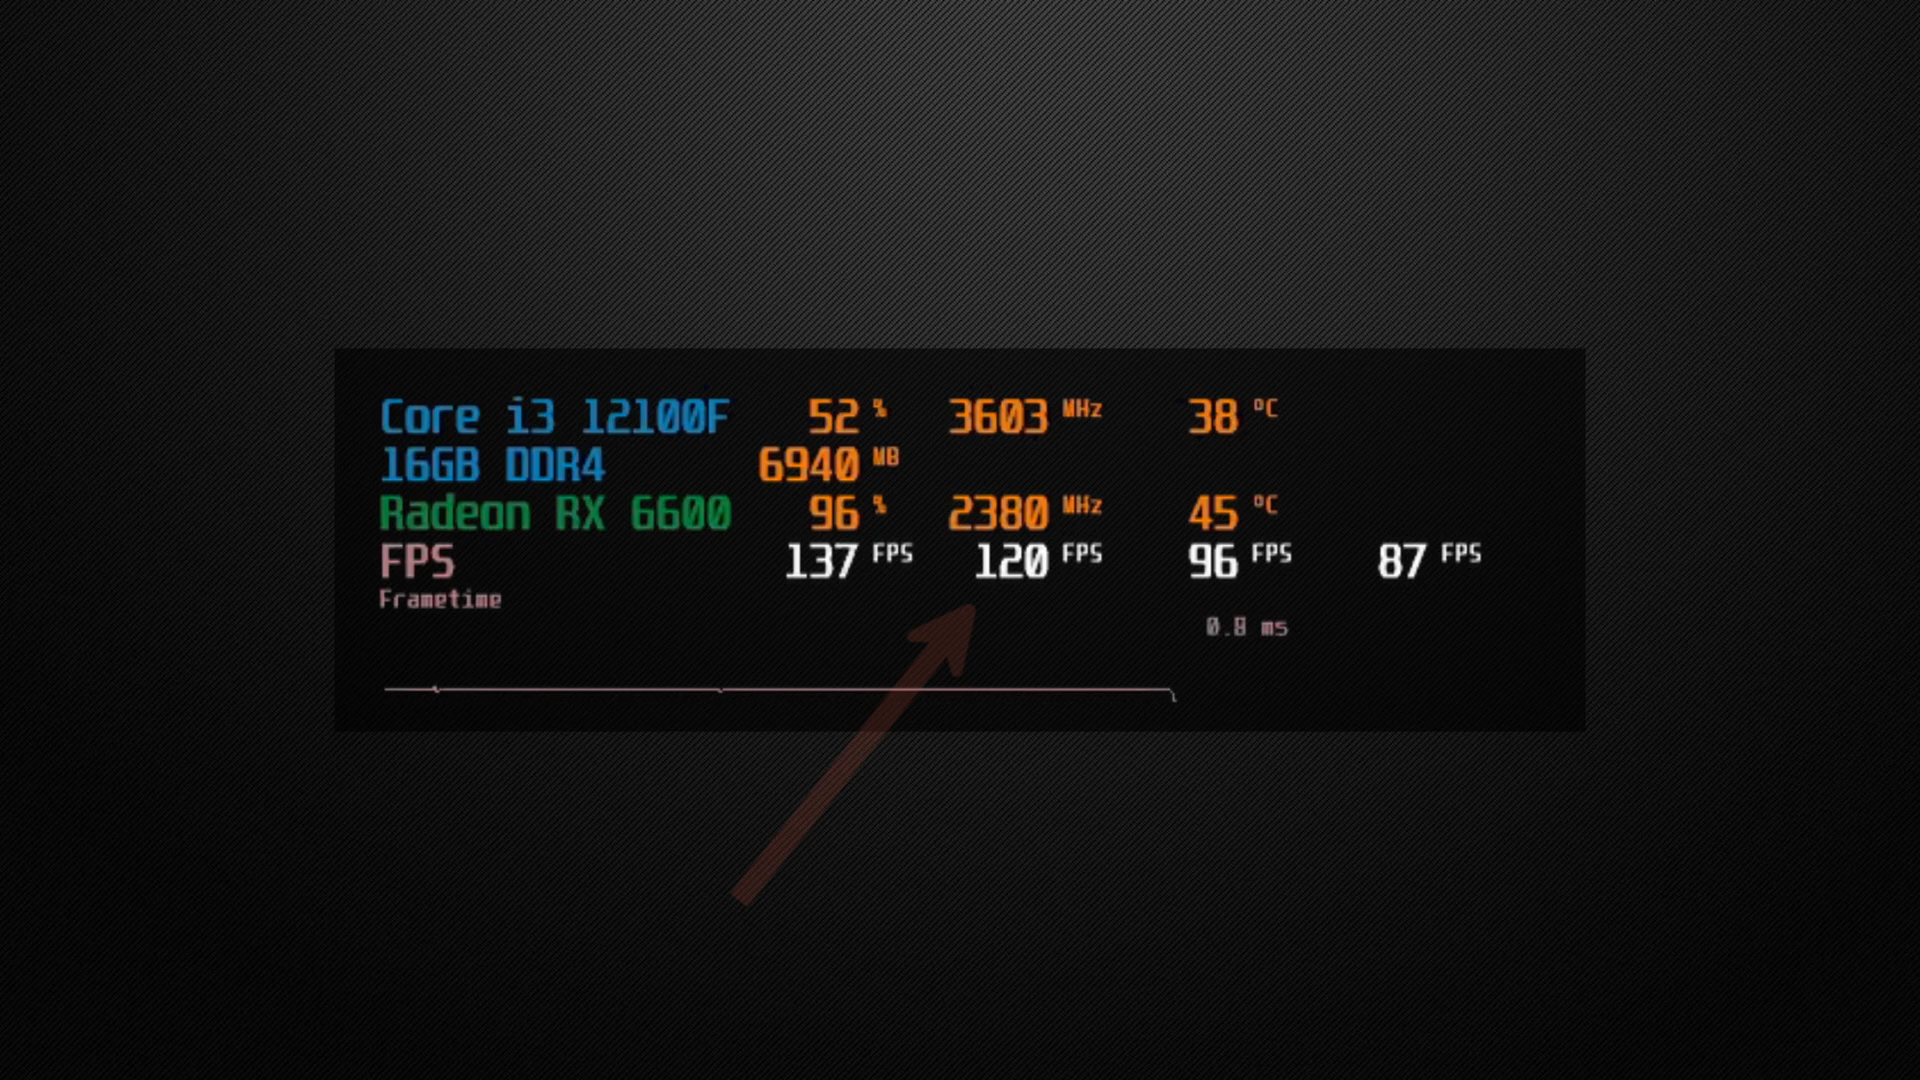 Core i3 12100F 52 % 3603 MHz 38 °C
16GB DDR4 6940 MB
Radeon RX 6600 96 % 2380 MHz 45 °C
FPS 137 FPS 120 FPS 96 FPS 87 FPS
Frametime
0.8 ms